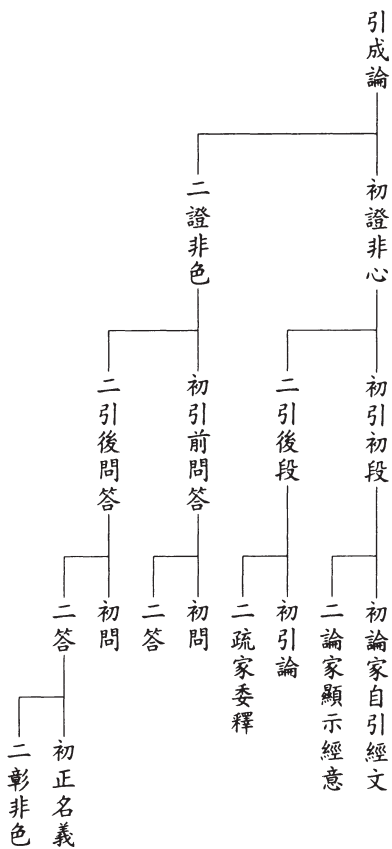 引成論
初證非心
初引初段
初論家自引經文
二論家顯示經意
二引後段
初引論
二疏家委釋
二證非色
初引前問答
初問
二答
二引後問答
初問
二答
初正名義
二彰非色